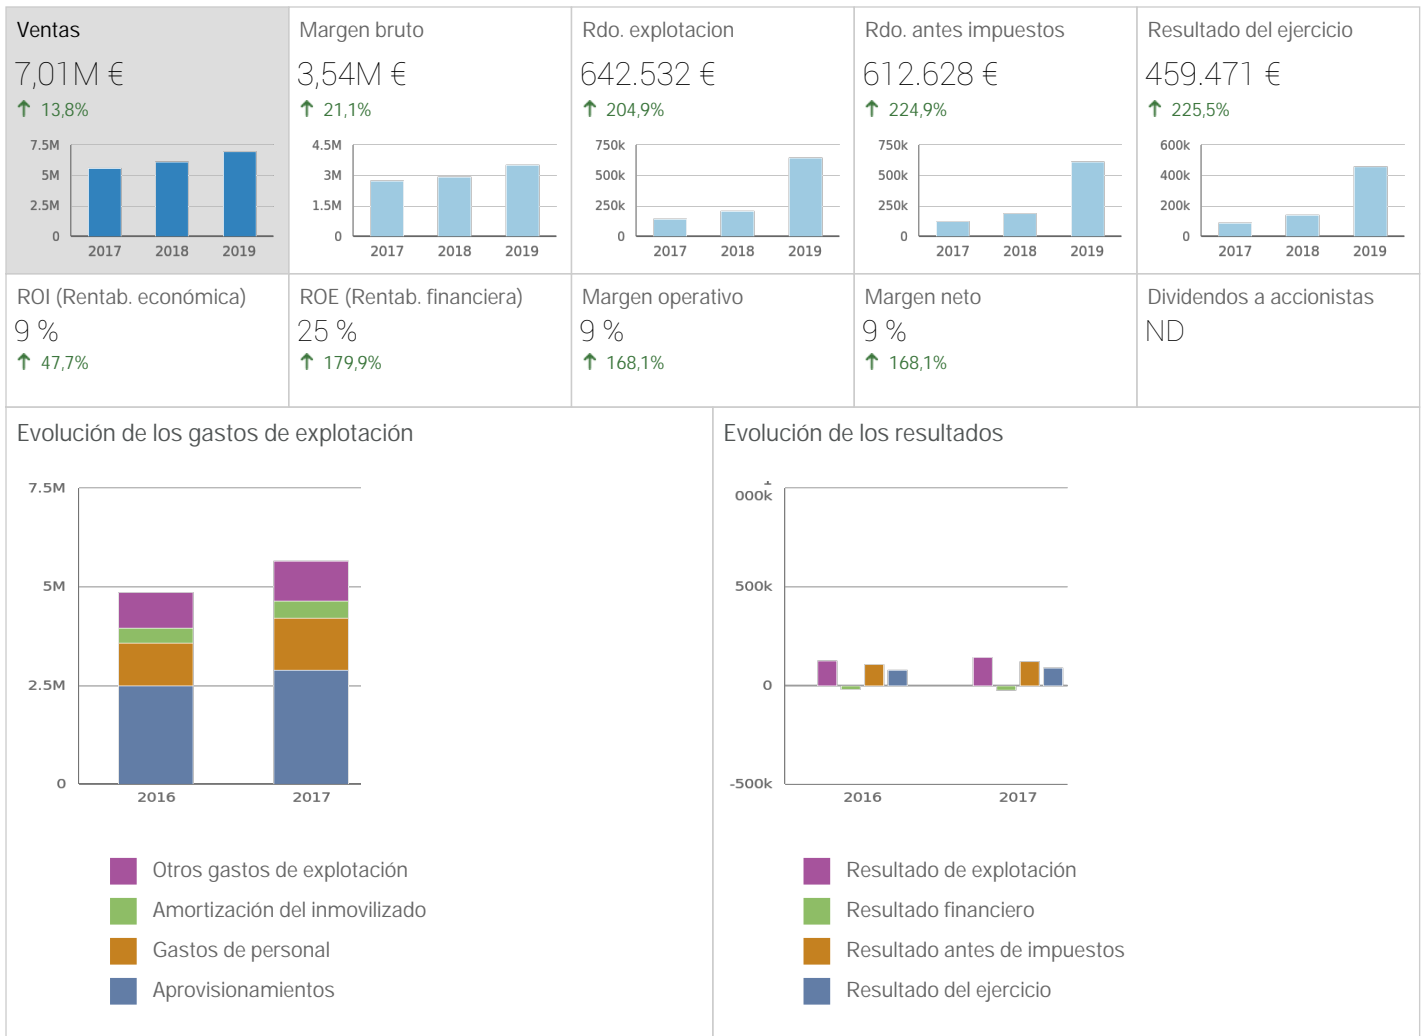 Ventas
7,01M €
↑ 13,8%
7.5M
5M
2.5M
0
2017 2018 2019
Margen bruto
3,54M €
↑ 21,1%
4.5M
3M
1.5M
0
2017 2018 2019
Rdo. explotacion
642.532 €
↑ 204,9%
750k
500k
250k
0
2017 2018 2019
Rdo. antes impuestos
612.628 €
↑ 224,9%
750k
500k
250k
0
2017 2018 2019
Resultado del ejercicio
459.471 €
↑ 225,5%
600k
400k
200k
0
2017 2018 2019
ROI (Rentab. económica)
9 %
↑ 47,7%
ROE (Rentab. financiera)
25 %
↑ 179,9%
Margen operativo
9 %
↑ 168,1%
Margen neto
9 %
↑ 168,1%
Dividendos a accionistas
ND
Evolución de los gastos de explotación
7.5M
5M
2.5M
0
2016 2017
Otros gastos de explotación
Amortización del inmovilizado
Gastos de personal
Aprovisionamientos
Evolución de los resultados
000k
500k
0
-500k
2016 2017
Resultado de explotación
Resultado financiero
Resultado antes de impuestos
Resultado del ejercicio